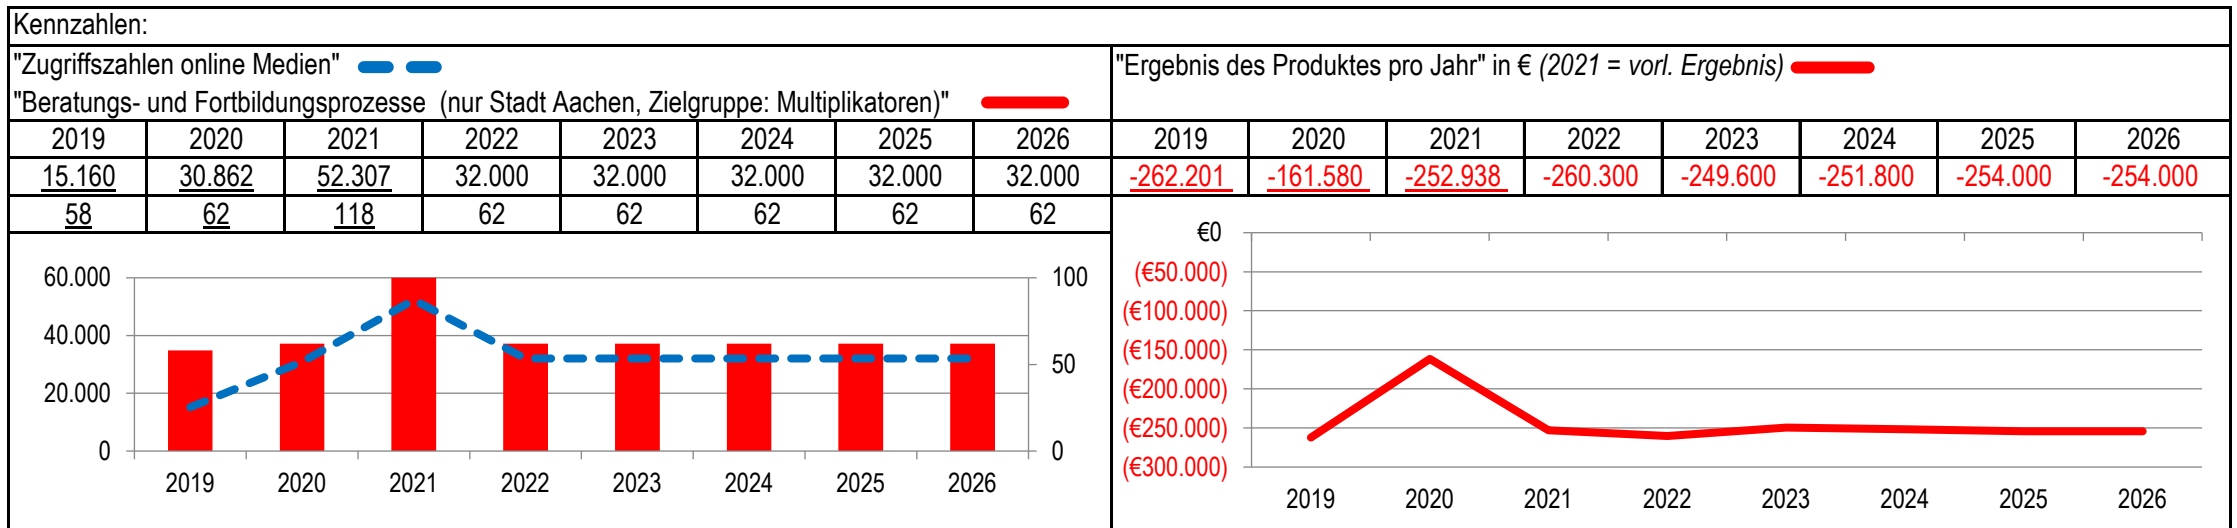 Kennzahlen:
"Zugriffszahlen online Medien"
"Beratungs- und Fortbildungsprozesse (nur Stadt Aachen, Zielgruppe: Multiplikatoren)"
2019 2020 2021 2022 2023 2024 2025 2026
15.160 30.862 52.307 32.000 32.000 32.000 32.000 32.000
58 62 118 62 62 62 62 62
60.000 100
40.000
50
20.000
0 0
2019 2020 2021 2022 2023 2024 2025 2026
"Ergebnis des Produktes pro Jahr" in € (2021 = vorl. Ergebnis)
2019 2020 2021 2022 2023 2024 2025 2026
-262.201 -161.580 -252.938 -260.300 -249.600 -251.800 -254.000 -254.000
€0
(€50.000)
(€100.000)
(€150.000)
(€200.000)
(€250.000)
(€300.000)
2019 2020 2021 2022 2023 2024 2025 2026